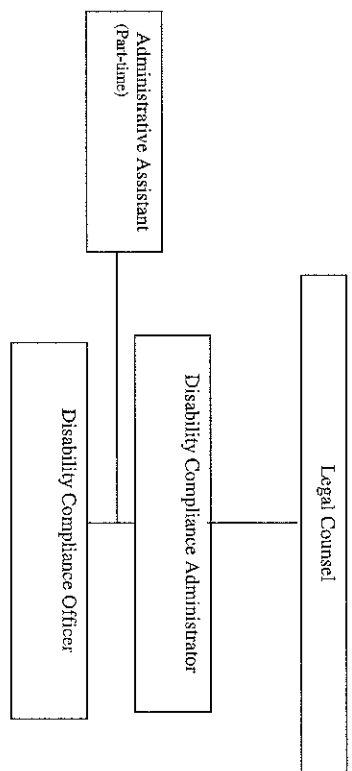 Legal Counsel
Disability Compliance Administrator
Administrative Assistant
(Part-time)
Disability Compliance Officer